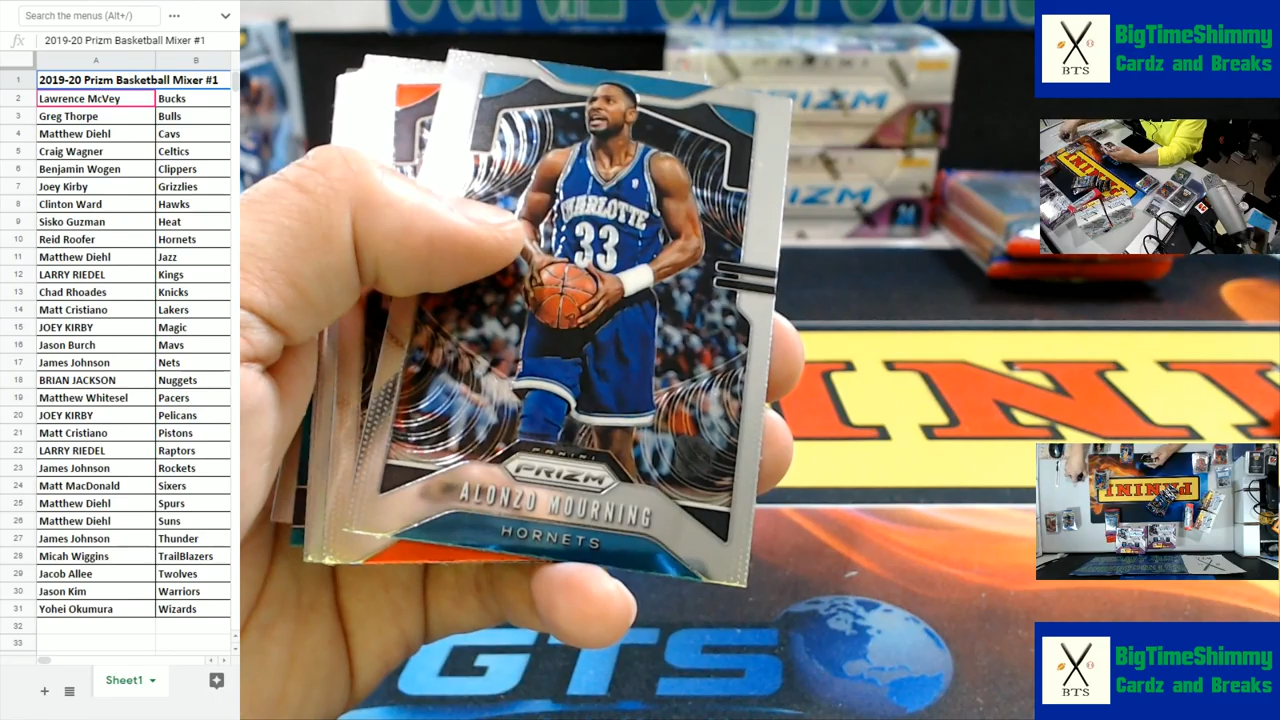 Search the menus (Alt+/)
fx 2019-20 Prizm Basketball Mixer #1
A B
1 2019-20 Prizm Basketball Mixer #1
2 Lawrence McVey Bucks
3 Greg Thorpe Bulls
4 Matthew Diehl Cavs
5 Craig Wagner Celtics
6 Benjamin Wogen Clippers
7 Joey Kirby Grizzlies
8 Clinton Ward Hawks
9 Sisko Guzman Heat
10 Reid Roofer Hornets
11 Matthew Diehl Jazz
12 LARRY RIEDEL Kings
13 Chad Rhoades Knicks
14 Matt Cristiano Lakers
15 JOEY KIRBY Magic
16 Jason Burch Mavs
17 James Johnson Nets
18 BRIAN JACKSON Nuggets
19 Matthew Whitesel Pacers
20 JOEY KIRBY Pelicans
21 Matt Cristiano Pistons
22 LARRY RIEDEL Raptors
23 James Johnson Rockets
24 Matt MacDonald Sixers
25 Matthew Diehl Spurs
26 Matthew Diehl Suns
27 James Johnson Thunder
28 Micah Wiggins TrailBlazers
29 Jacob Allee Twolves
30 Jason Kim Warriors
31 Yohei Okumura Wizards
32
33
Sheet1
PRIZM
PRIZM
CHARLOTTE
33
PANINI
PRIZM
ALONZO MOURNING
HORNETS
GTS
BTS
BigTimeShimmy
Cardz and Breaks
PANINI
PANINI
BTS
BigTimeShimmy
Cardz and Breaks